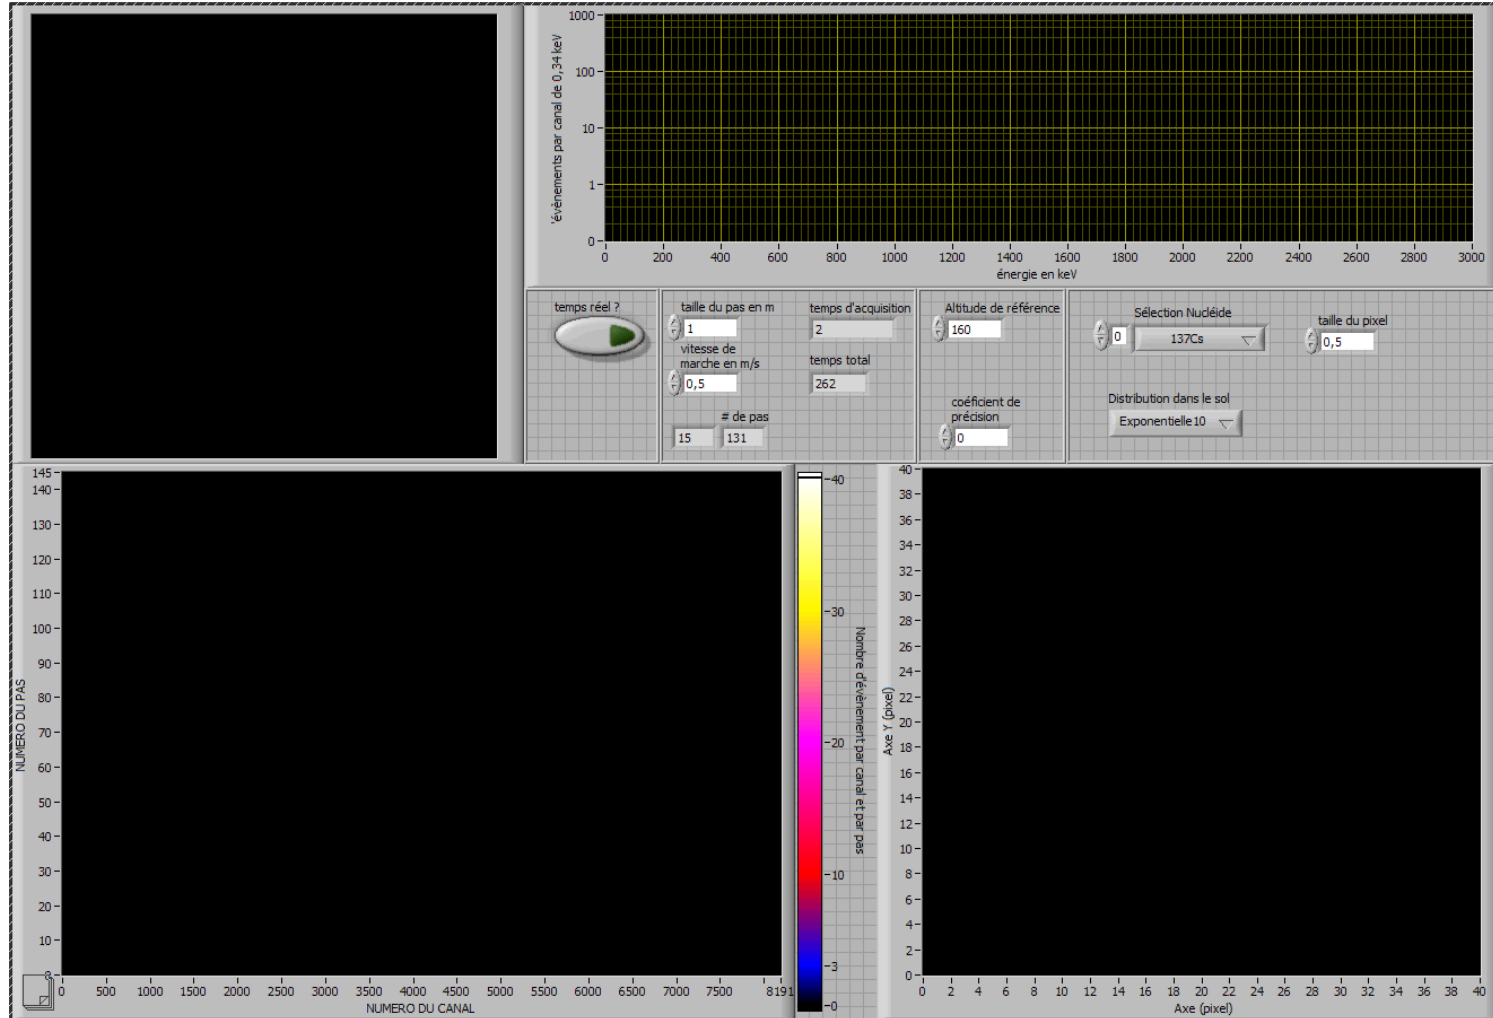 1000
100
10
1
0
'évènements par canal de 0,34 keV
0 200 400 600 800 1000 1200 1400 1600 1800 2000 2200 2400 2600 2800 3000
énergie en keV
temps réel ?
taille du pas en m
1
vitesse de
marche en m/s
0,5
# de pas
15 131
temps d'acquisition
2
temps total
262
Altitude de référence
160
coéficient de
précision
0
Sélection Nucléide
0 137Cs
taille du pixel
0,5
Distribution dans le sol
Exponentielle10
145
140
130
120
110
100
90
80
70
60
50
40
30
20
10
NUMERO DU PAS
0 500 1000 1500 2000 2500 3000 3500 4000 4500 5000 5500 6000 6500 7000 7500 8191
NUMERO DU CANAL
40
30
20
10
3
0
Nombre d'évènement par canal et par pas
40
38
36
34
32
30
28
26
24
22
20
18
16
14
12
10
8
6
4
2
0
Axe Y (pixel)
0 2 4 6 8 10 12 14 16 18 20 22 24 26 28 30 32 34 36 38 40
Axe (pixel)